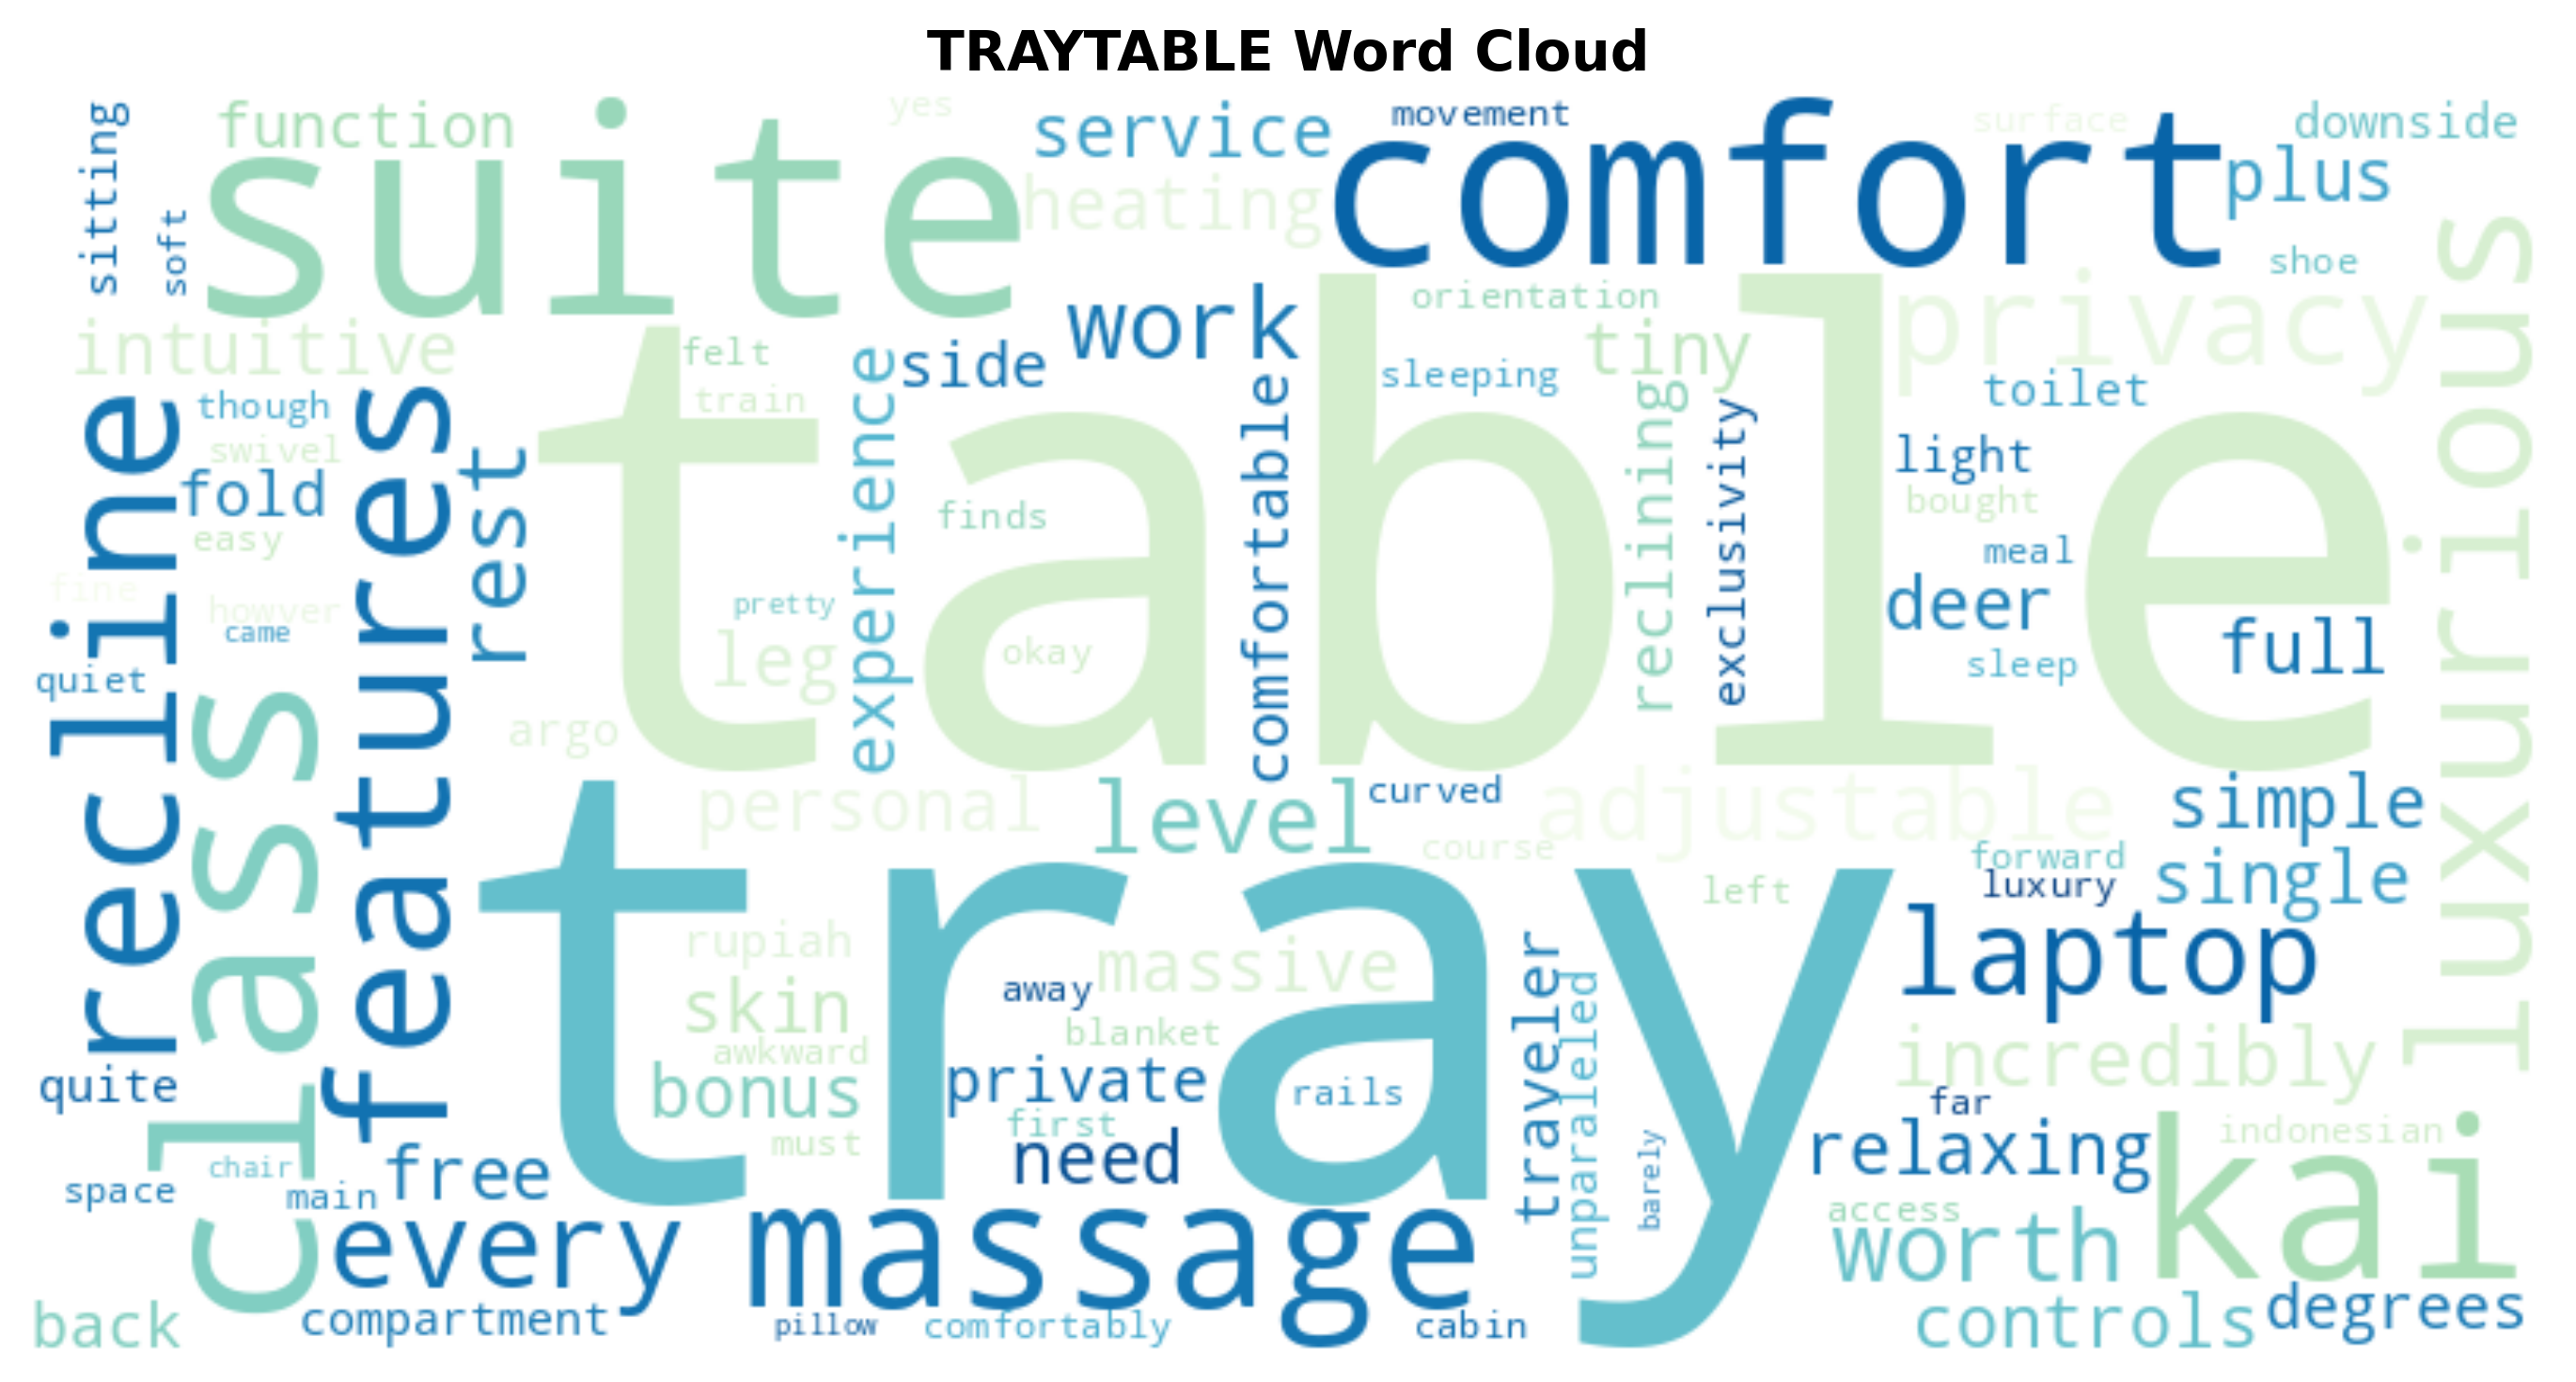 TRAYTABLE Word Cloud
sitting
soft
function
suite
yes
service
heating
movement
comfort
surface
downside
plus
shoe
luxurious
intuitive
felt
train
side
work
orientation
tiny
sleeping
privacy
toilet
though
swivel
fold
easy
fine
howver
came
quiet
recline
features
rest
table
experience
finds
comfortable
reclining
exclusivity
light
bought
meal
deer
sleep
full
pretty
leg
okay
argo
class
personal
level
curved
course
adjustable
simple
forward
luxury
single
left
tray
laptop
rupiah
skin
awkward
bonus
must
massive
away
blanket
private
rails
first
need
traveler
unparalleled
barely
incredibly
far
relaxing
indonesian
kai
access
worth
controls
degrees
quite
space
chair
main
free
every
massage
back
compartment
pillow
comfortably
cabin